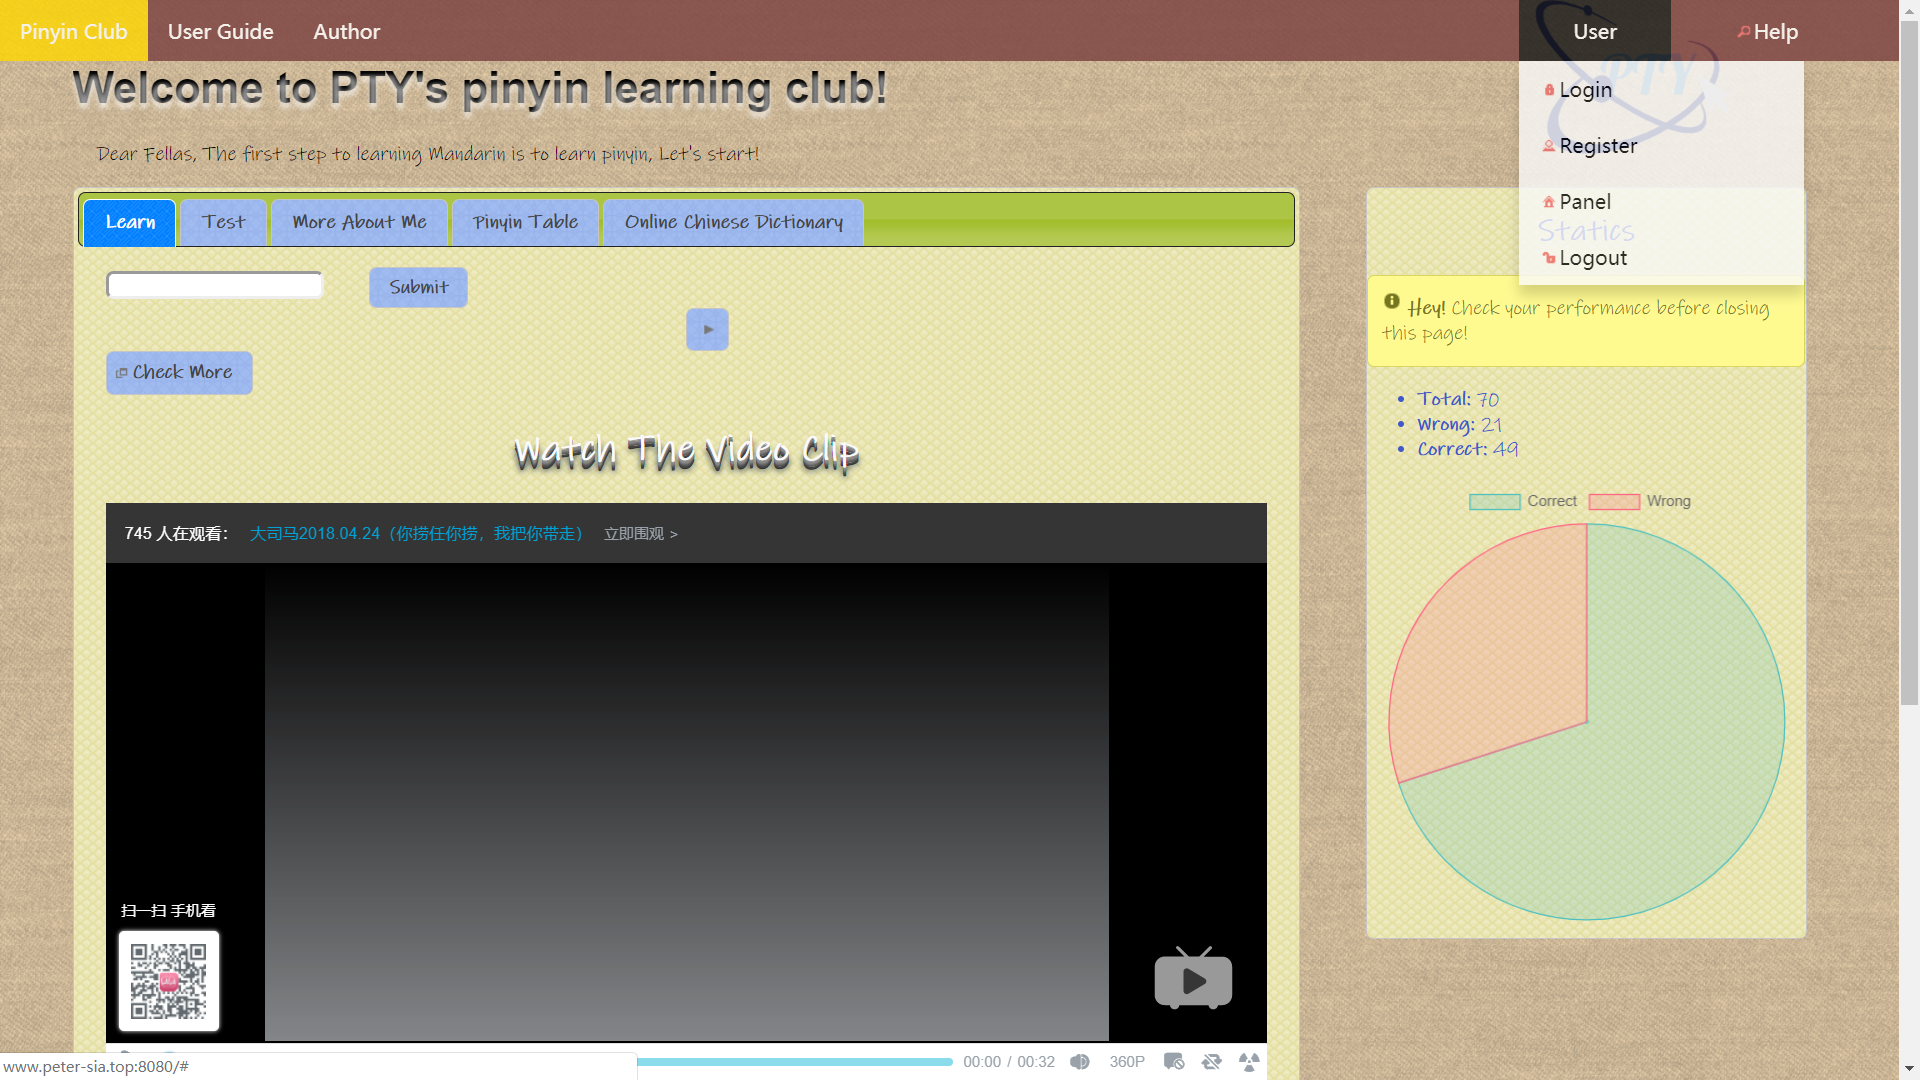 Pinyin Club User Guide Author User Help
Welcome to PTY's pinyin learning club!
PTY
Login
Register
Panel
Statics
Logout
Dear Fellas, The first step to learning Mandarin is to learn pinyin, Let's start!
Learn Test More About Me Pinyin Table Online Chinese Dictionary
Submit
Check More
Watch The Video Clip
745 人在观看： 大司马2018.04.24（你捞任你捞，我把你带走） 立即围观 >
扫一扫 手机看
00:00 / 00:32 360P
Hey! Check your performance before closing
this page!
Total: 70
Wrong: 21
Correct: 49
Correct Wrong
www.peter-sia.top:8080/#